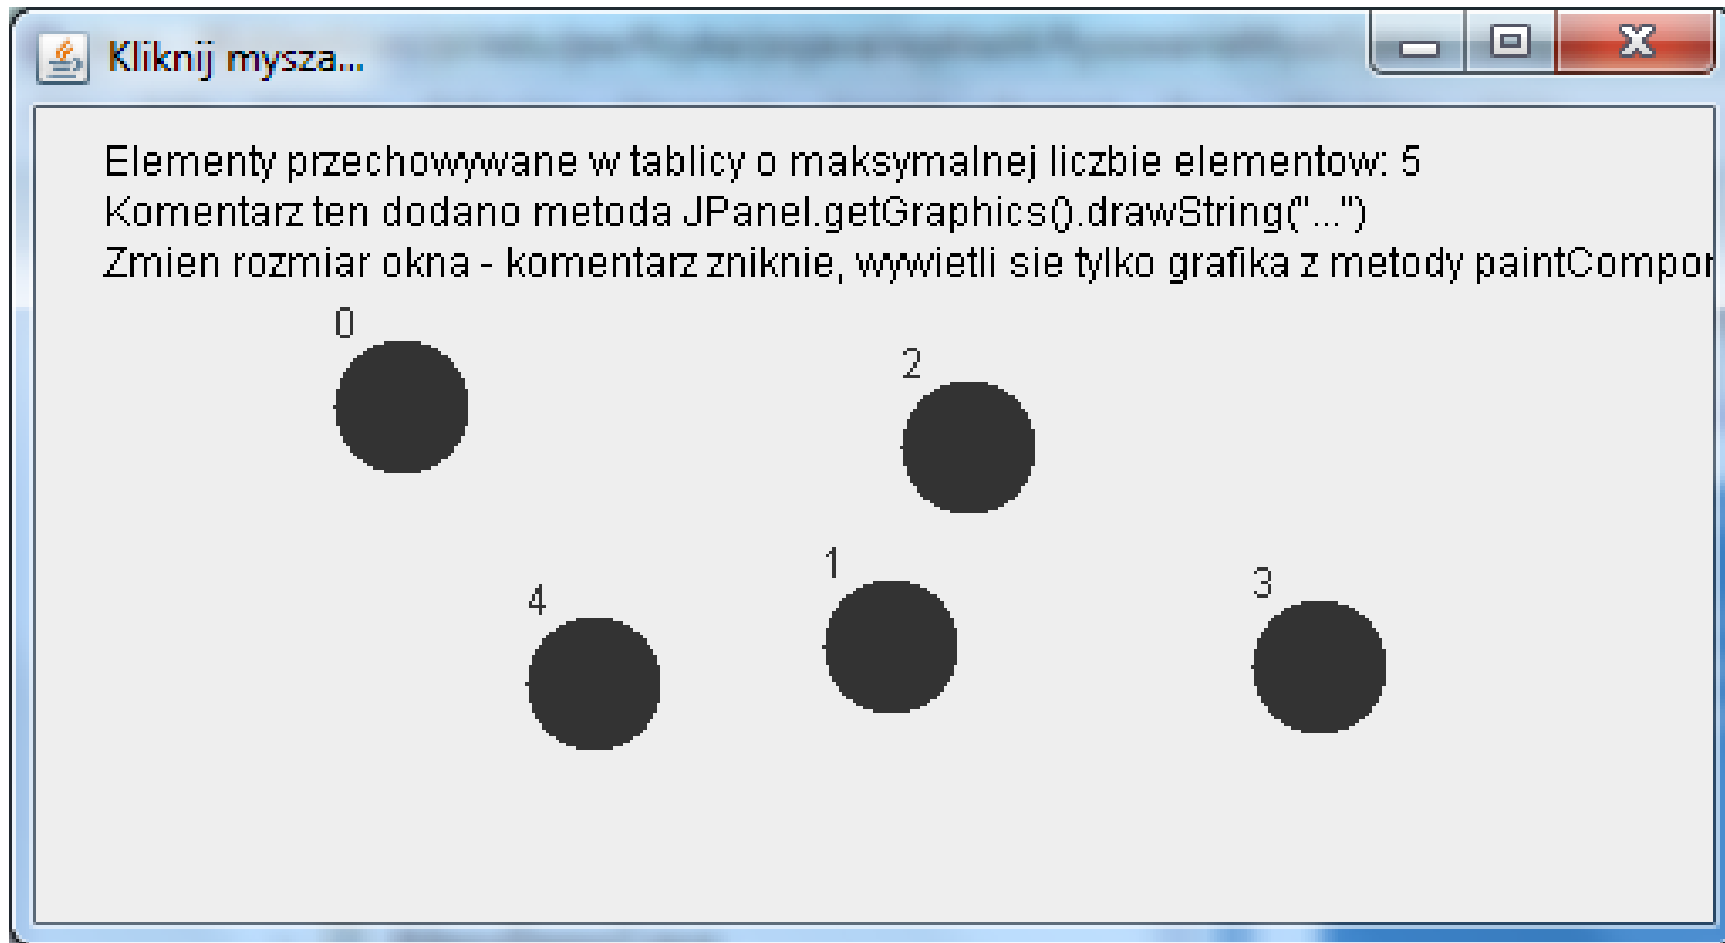 Kliknij mysza...
Elementy przechowywane w tablicy o maksymalnej liczbie elementow: 5
Komentarz ten dodano metoda JPanel.getGraphics().drawString("...")
Zmien rozmiar okna - komentarz zniknie, wywietli sie tylko grafika z metody paintCompor
0
2
1
3
4